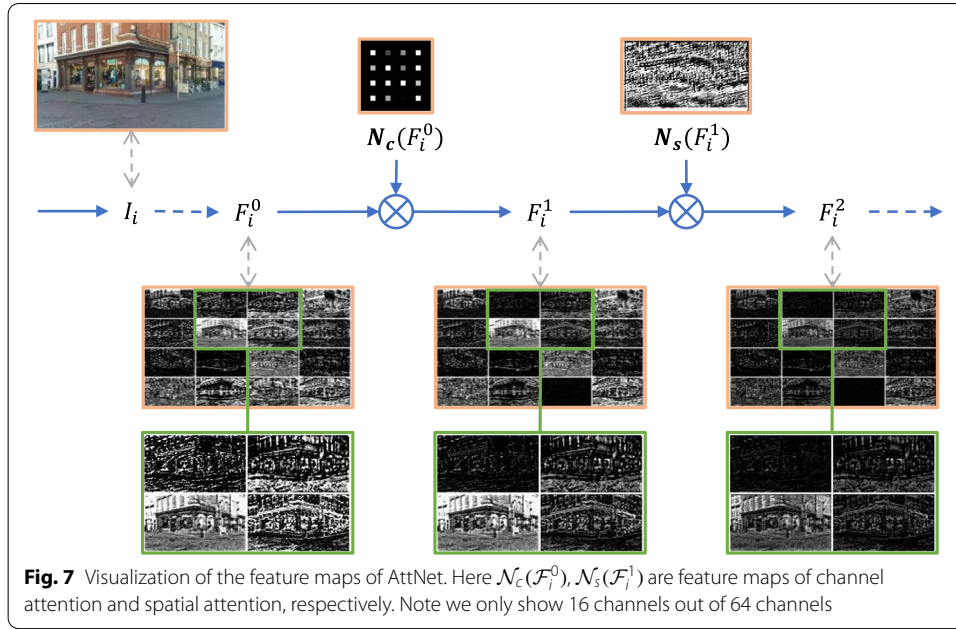 N_c(F_i^0)
N_s(F_i^1)
I_i
F_i^0
F_i^1
F_i^2
Fig. 7 Visualization of the feature maps of AttNet. Here N_c(F_i^0), N_s(F_i^1) are feature maps of channel
attention and spatial attention, respectively. Note we only show 16 channels out of 64 channels